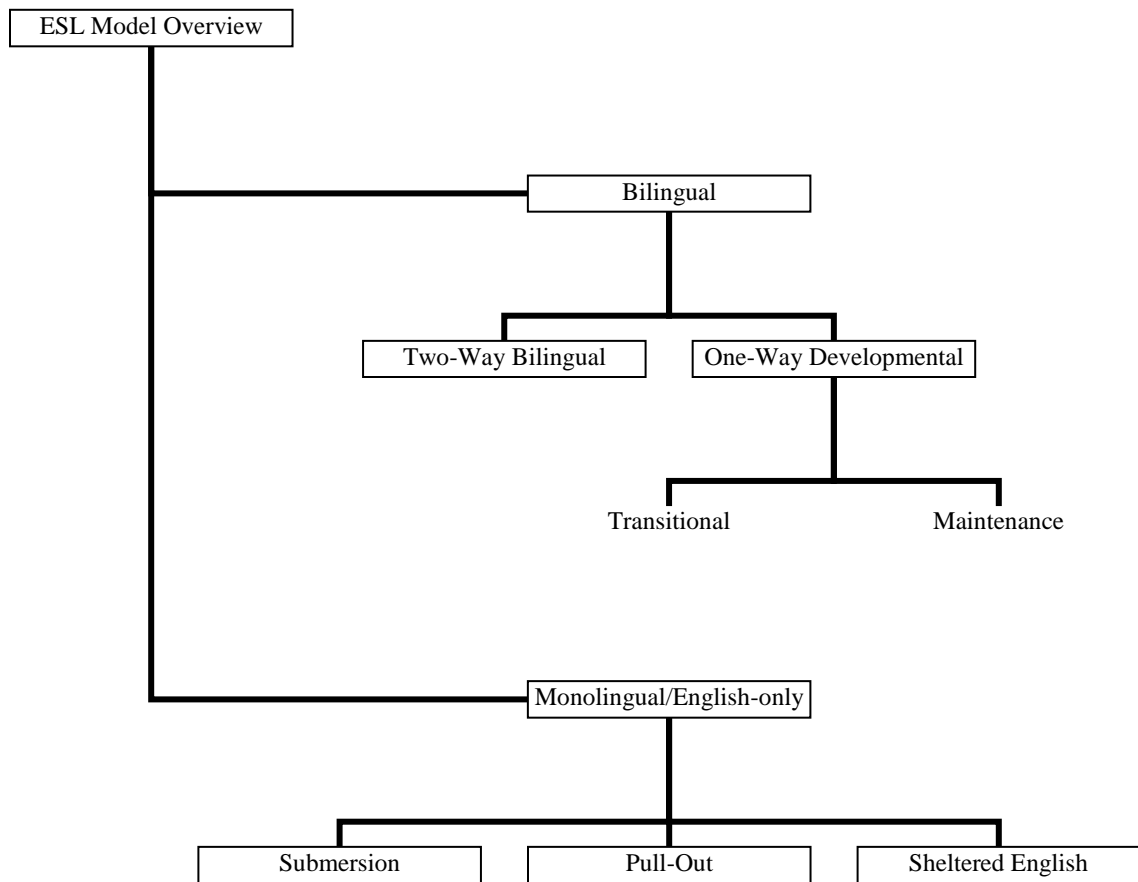 ESL Model Overview
Bilingual
Two-Way Bilingual
One-Way Developmental
Transitional
Maintenance
Monolingual/English-only
Submersion
Pull-Out
Sheltered English